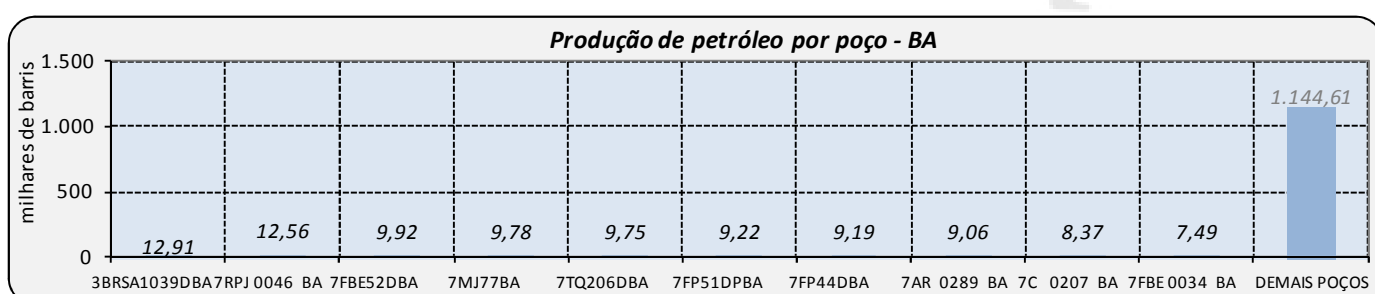 Produção de petróleo por poço - BA
milhares de barris
1.500
1.000
500
0
12,91 12,56 9,92 9,78 9,75 9,22 9,19 9,06 8,37 7,49 1.144,61
3BRSA1039DBA 7RPJ 0046 BA 7FBE52DBA 7MJ77BA 7TQ206DBA 7FP51DPBA 7FP44DBA 7AR 0289 BA 7C 0207 BA 7FBE 0034 BA DEMAIS POÇOS